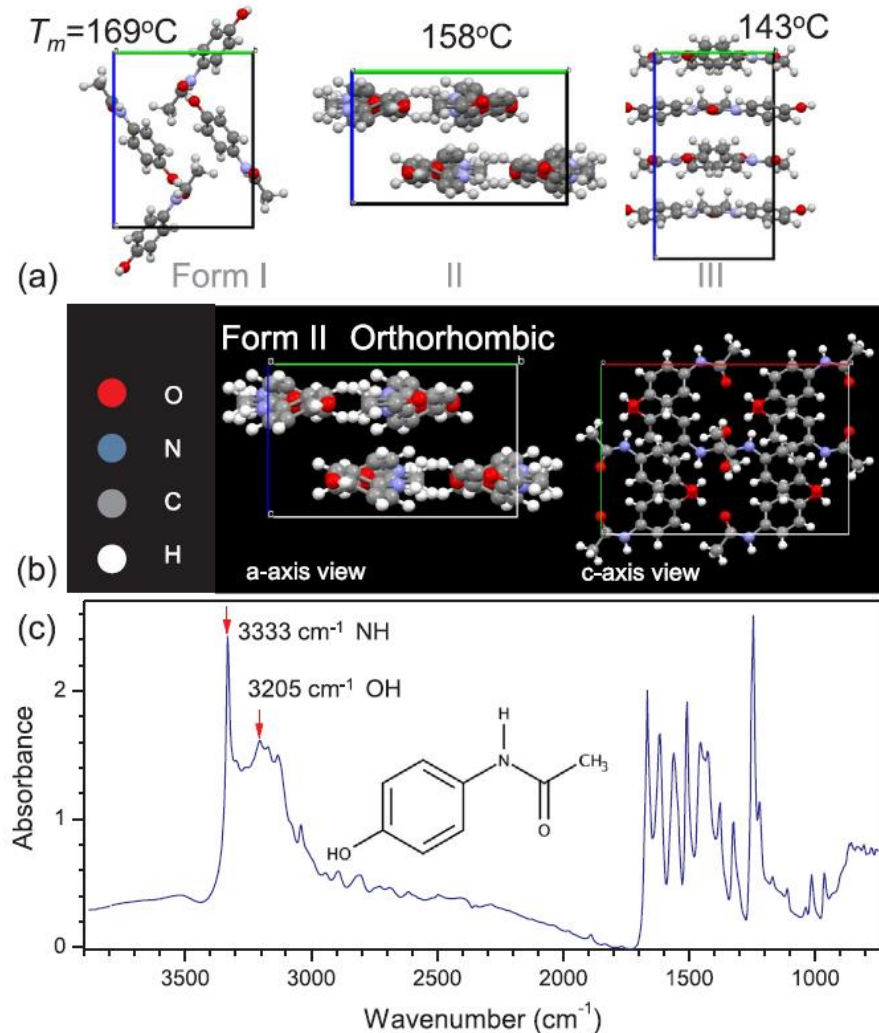 Tm=169°C
158°C
143°C
(a)
Form I
II
III
Form II Orthorhombic
O
N
C
H
(b)
a-axis view
c-axis view
(c)
3333 cm⁻¹ NH
3205 cm⁻¹ OH
H
N
CH₃
O
HO
Absorbance
2
1
0
3500 3000 2500 2000 1500 1000
Wavenumber (cm⁻¹)